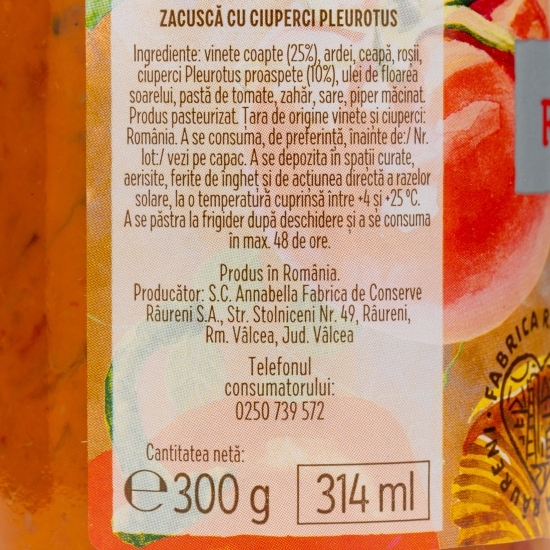 ZACUSCĂ CU CIUPERCI PLEUROTUS
Ingrediente: vinete coapte (25%), ardei, ceapă, roșii,
ciuperci Pleurotus proaspete (10%), ulei de floarea
soarelui, pastă de tomate, zahăr, sare, piper măcinat.
Produs pasteurizat. Țara de origine vinete și ciuperci:
România. A se consuma, de preferință, înainte de:/ Nr.
lot:/ vezi pe capac. A se depozita în spații curate,
aerisite, ferite de îngheț și de acțiunea directă a razelor
solare, la o temperatură cuprinsă între +4 și +25 °C.
A se păstra la frigider după deschidere și a se consuma
în max. 48 de ore.
Produs în România.
Producător: S.C. Annabella Fabrica de Conserve
Râureni S.A., Str. Stolniceni Nr. 49, Râureni,
Rm. Vâlcea, Jud. Vâlcea
Telefonul
consumatorului:
0250 739 572
Cantitatea netă:
℮ 300 g 314 ml
RÂURENI · FABRICA